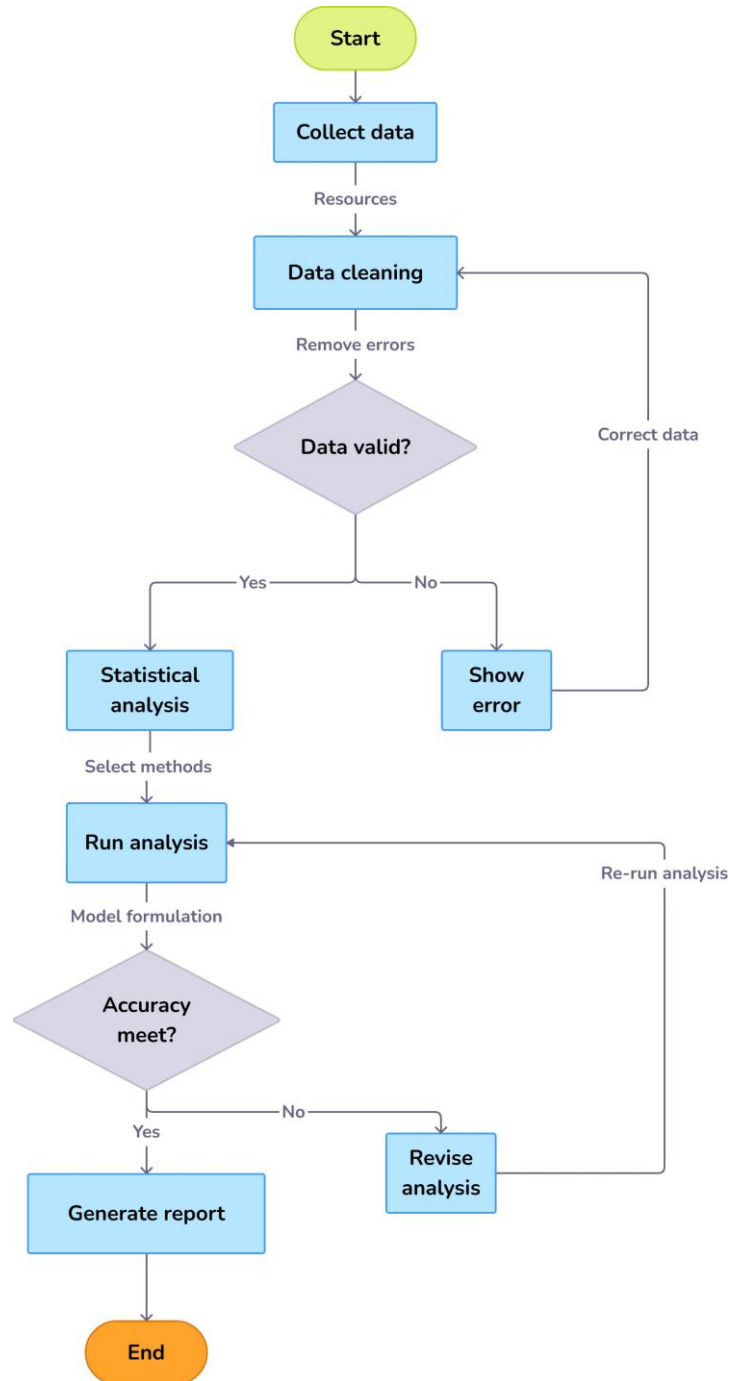 Start
Collect data
Resources
Data cleaning
Remove errors
Data valid?
Correct data
Yes
No
Statistical
analysis
Show
error
Select methods
Run analysis
Re-run analysis
Model formulation
Accuracy
meet?
No
Yes
Revise
analysis
Generate report
End